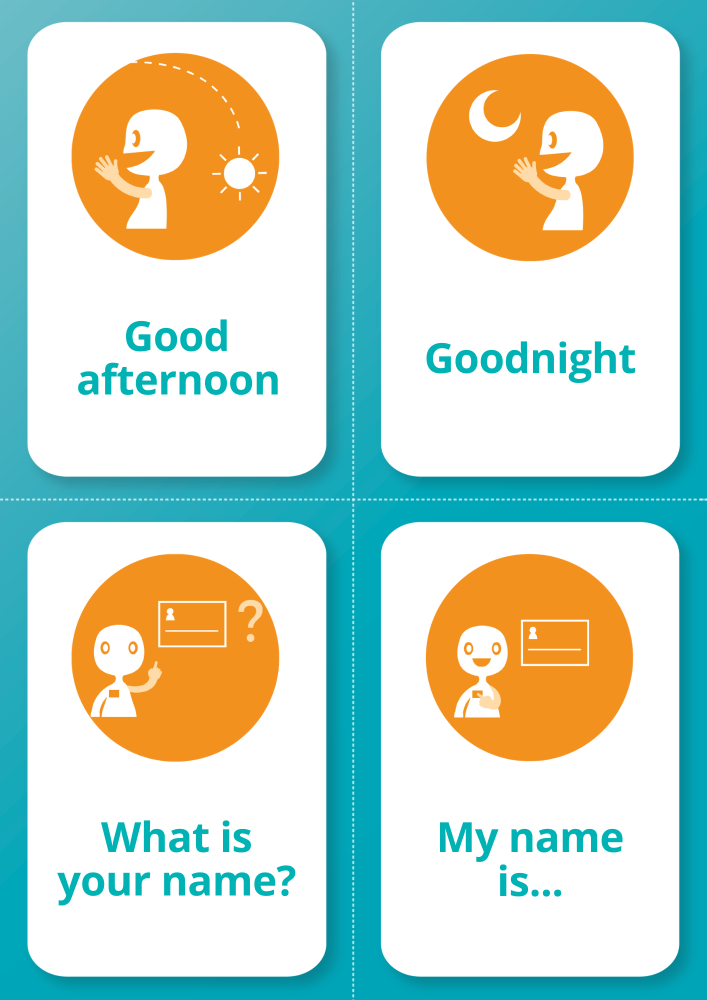 Good
afternoon
Goodnight
?
What is
your name?
My name
is...